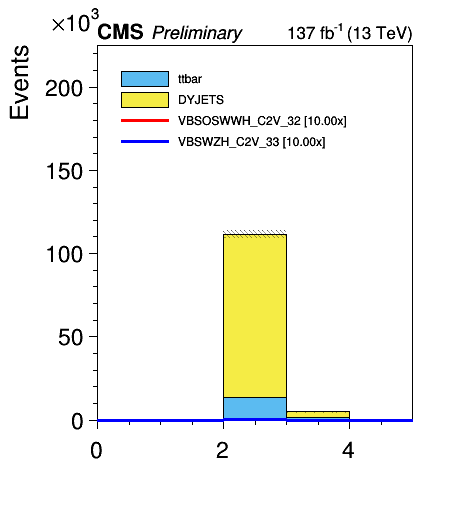 ×10³
CMS Preliminary 137 fb⁻¹ (13 TeV)
Events
ttbar
DYJETS
VBSOSWWH_C2V_32 [10.00x]
VBSWZH_C2V_33 [10.00x]
200
150
100
50
0
0 2 4